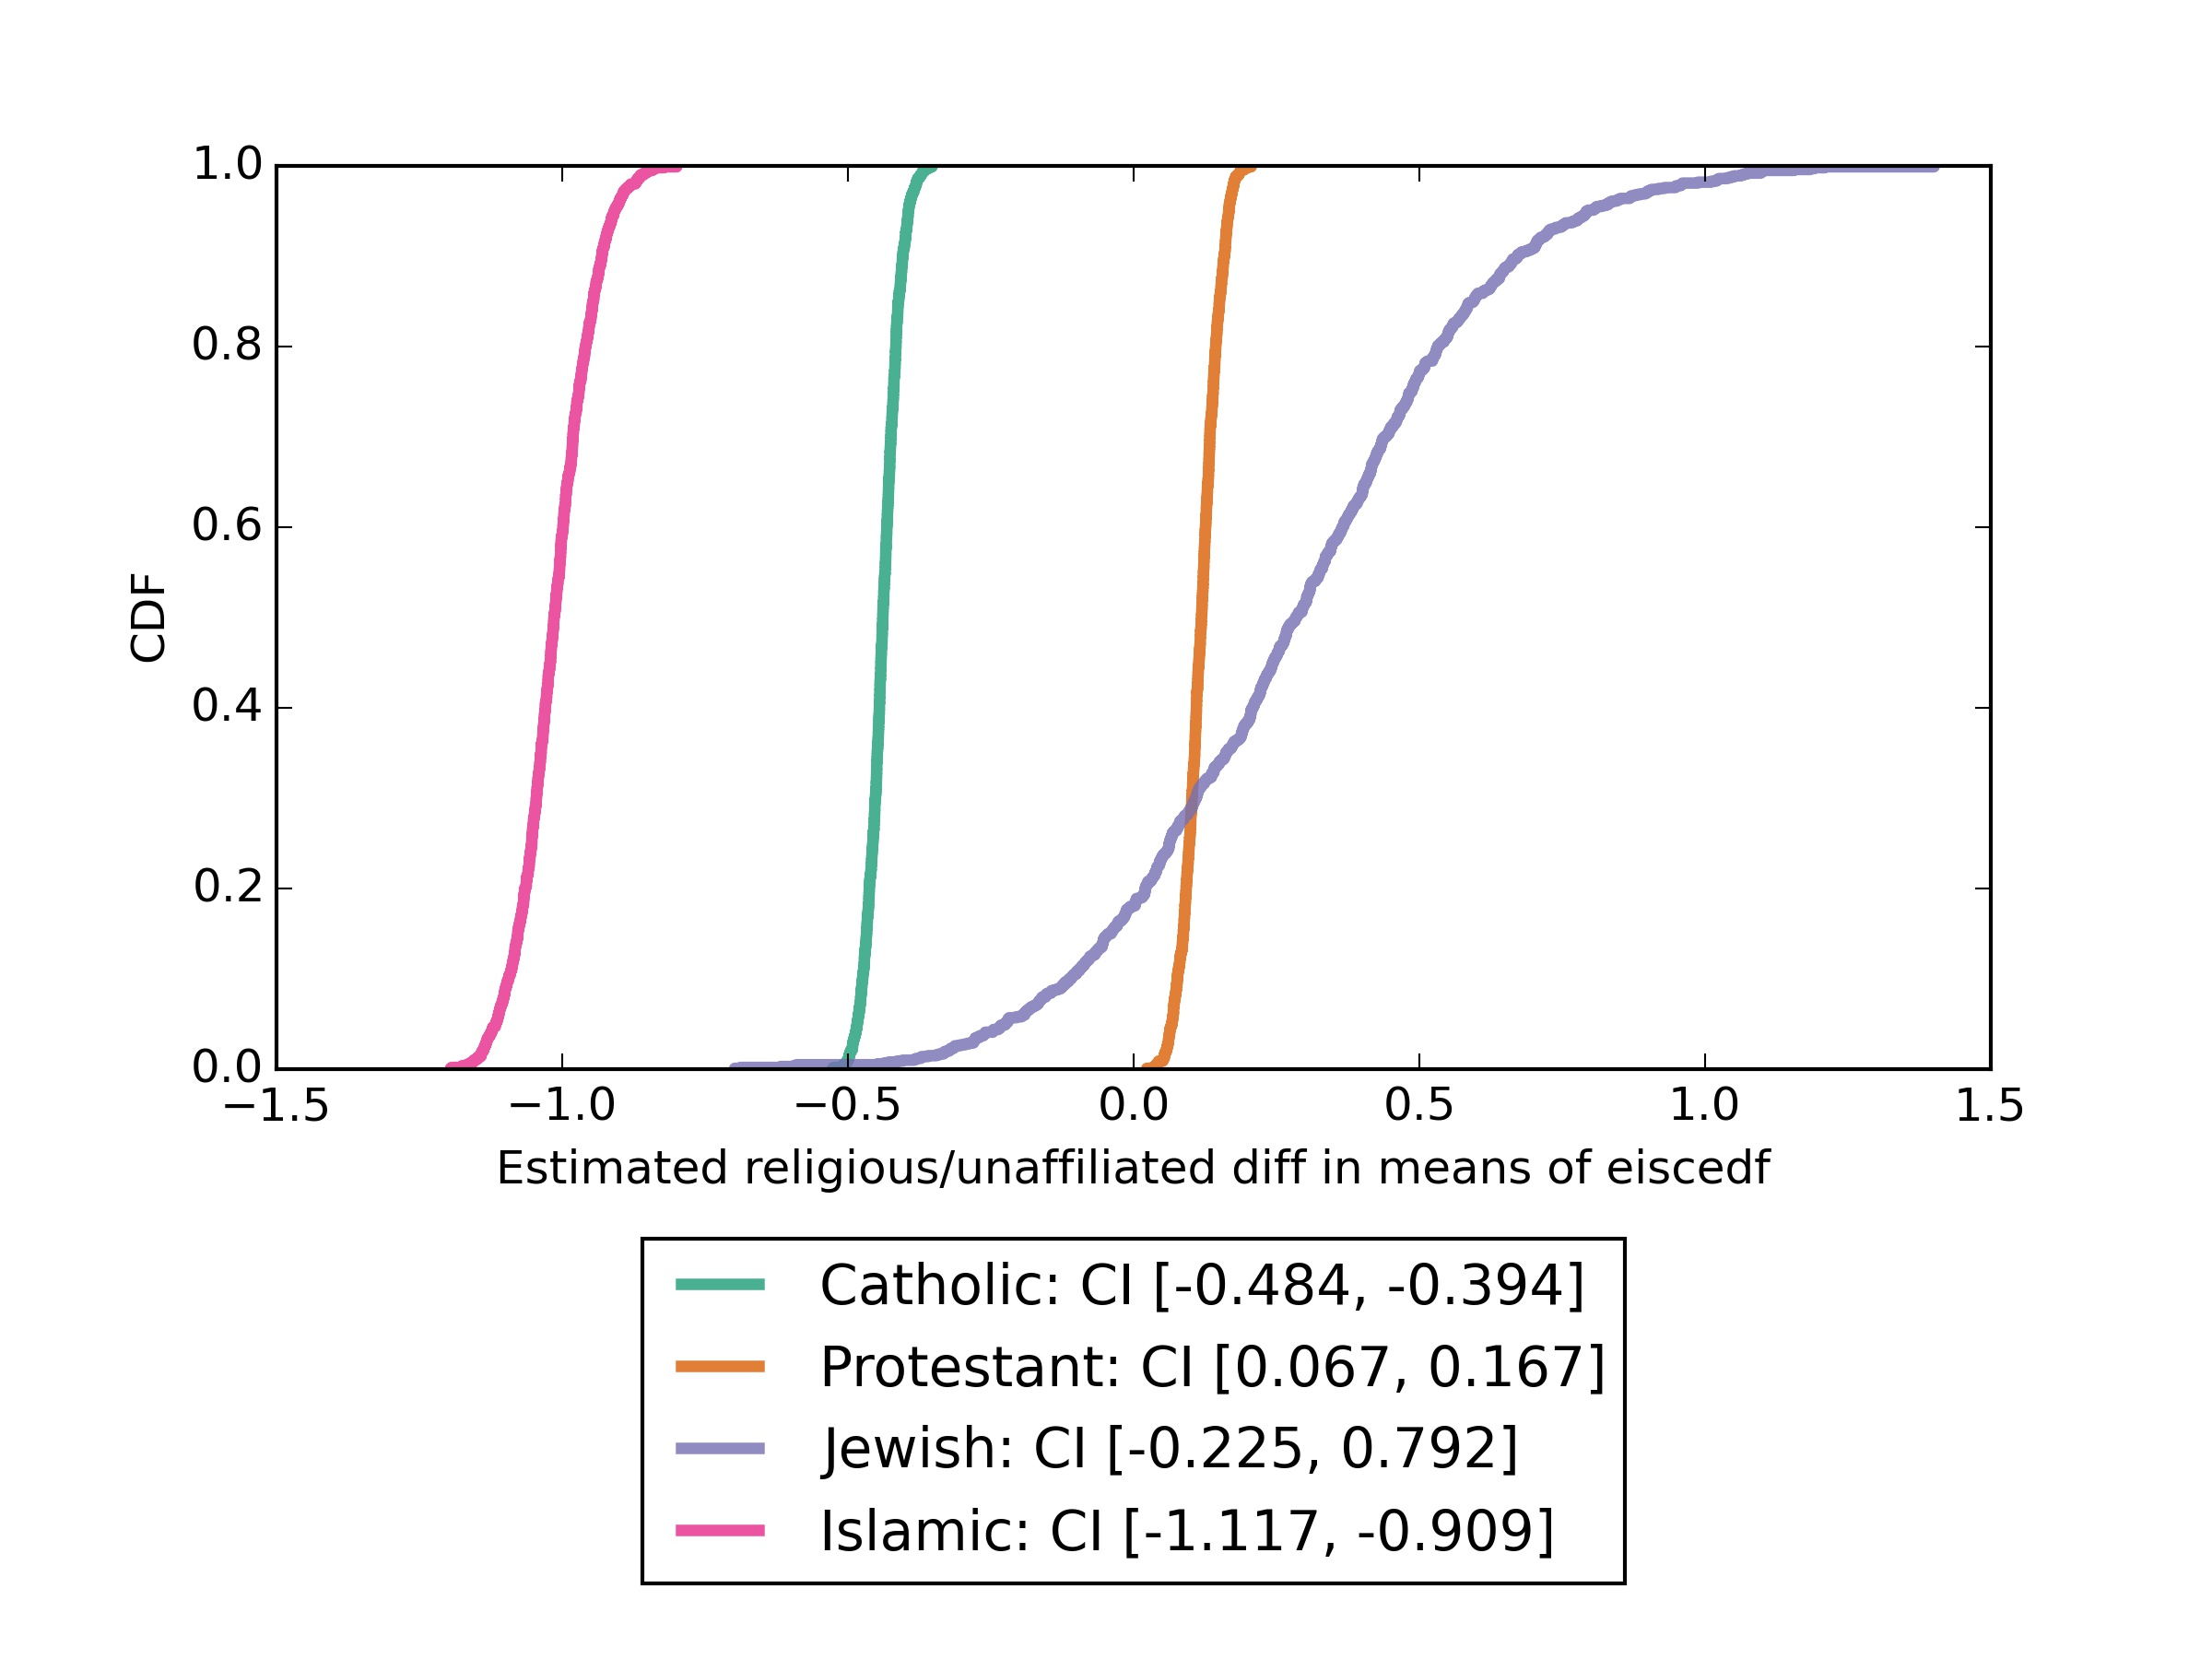 1.0
0.8
0.6
0.4
0.2
0.0
CDF
−1.5 −1.0 −0.5 0.0 0.5 1.0 1.5
Estimated religious/unaffiliated diff in means of eiscedf
Catholic: CI [-0.484, -0.394]
Protestant: CI [0.067, 0.167]
Jewish: CI [-0.225, 0.792]
Islamic: CI [-1.117, -0.909]